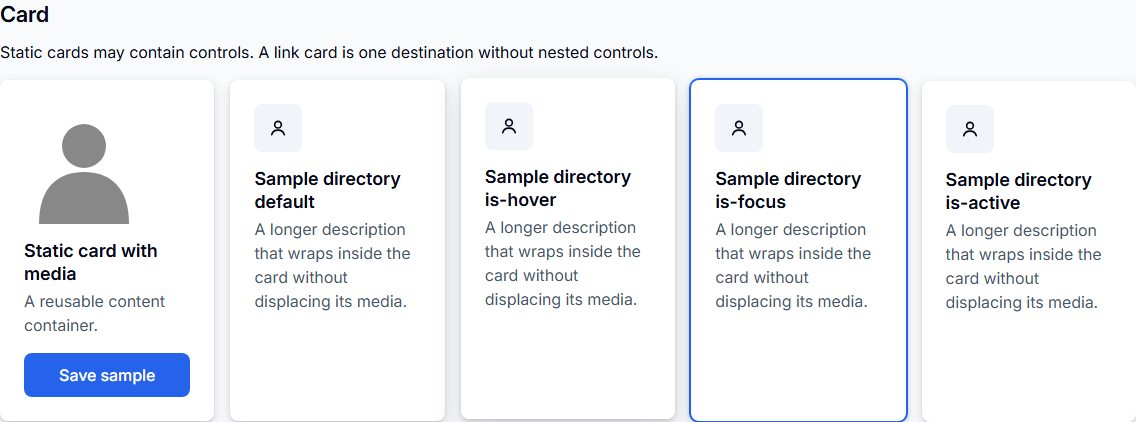 Card
Static cards may contain controls. A link card is one destination without nested controls.
Static card with
media
A reusable content
container.
Save sample
Sample directory
default
A longer description
that wraps inside the
card without
displacing its media.
Sample directory
is-hover
A longer description
that wraps inside the
card without
displacing its media.
Sample directory
is-focus
A longer description
that wraps inside the
card without
displacing its media.
Sample directory
is-active
A longer description
that wraps inside the
card without
displacing its media.